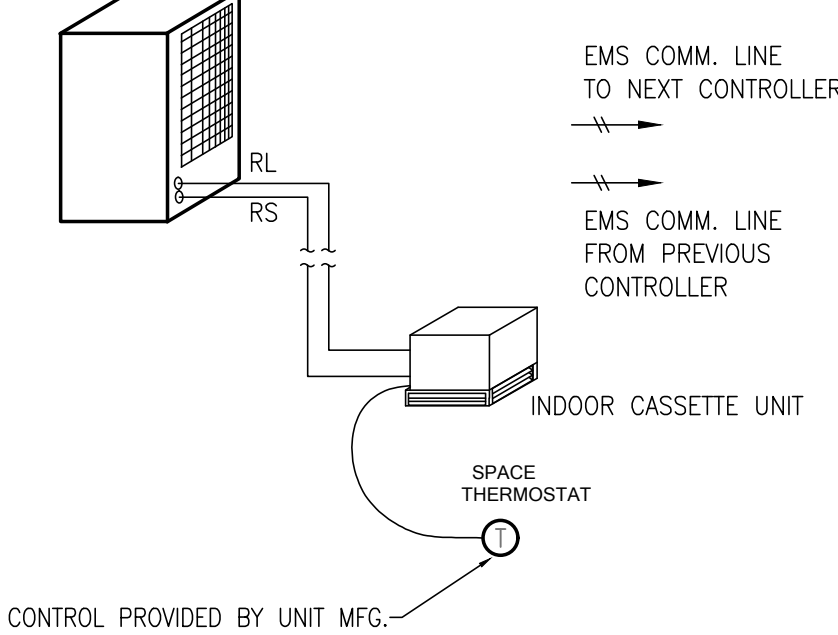 EMS COMM. LINE
TO NEXT CONTROLLER
RL
RS
EMS COMM. LINE
FROM PREVIOUS
CONTROLLER
INDOOR CASSETTE UNIT
SPACE
THERMOSTAT
T
CONTROL PROVIDED BY UNIT MFG.